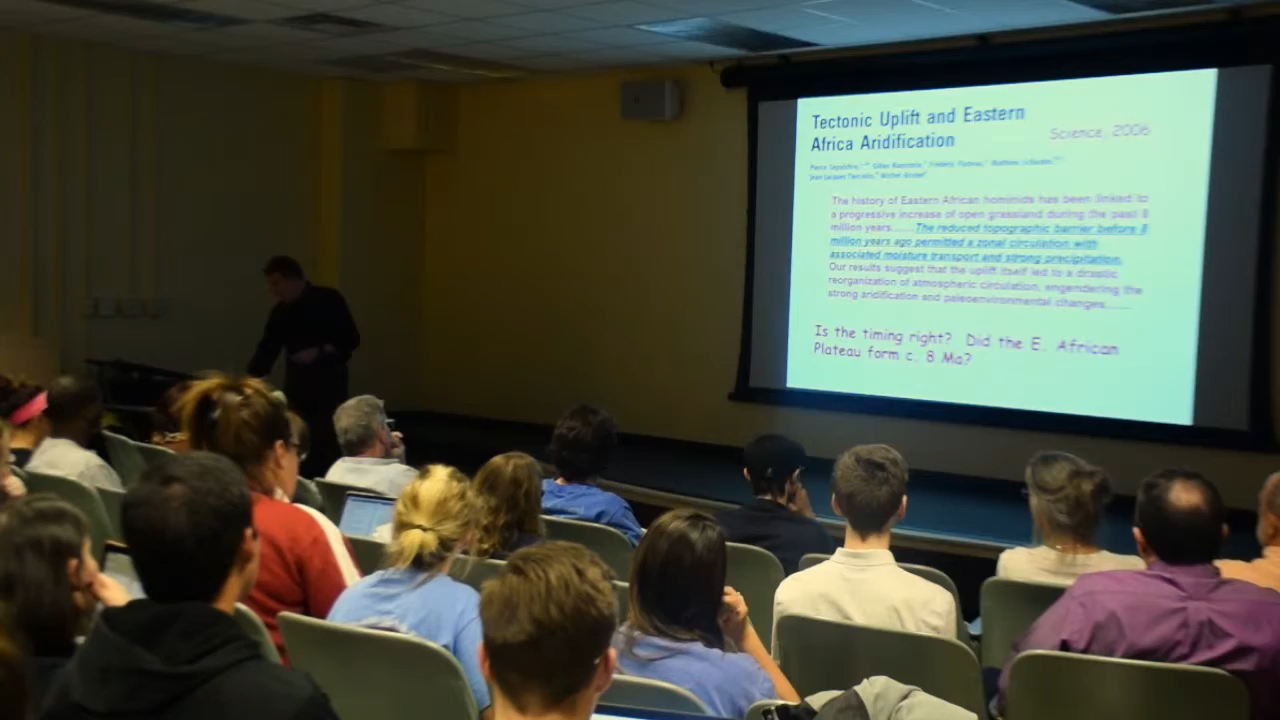 Tectonic Uplift and Eastern
Africa Aridification
Science, 2006
The history of Eastern African hominids has been linked to
a progressive increase of open grassland during the past 8
million years......The reduced topographic barrier before 8
million years ago permitted a zonal circulation with
associated moisture transport and strong precipitation.
Our results suggest that the uplift itself led to a drastic
reorganization of atmospheric circulation, engendering the
strong aridification and paleoenvironmental changes......
Is the timing right? Did the E. African
Plateau form c. 8 Ma?